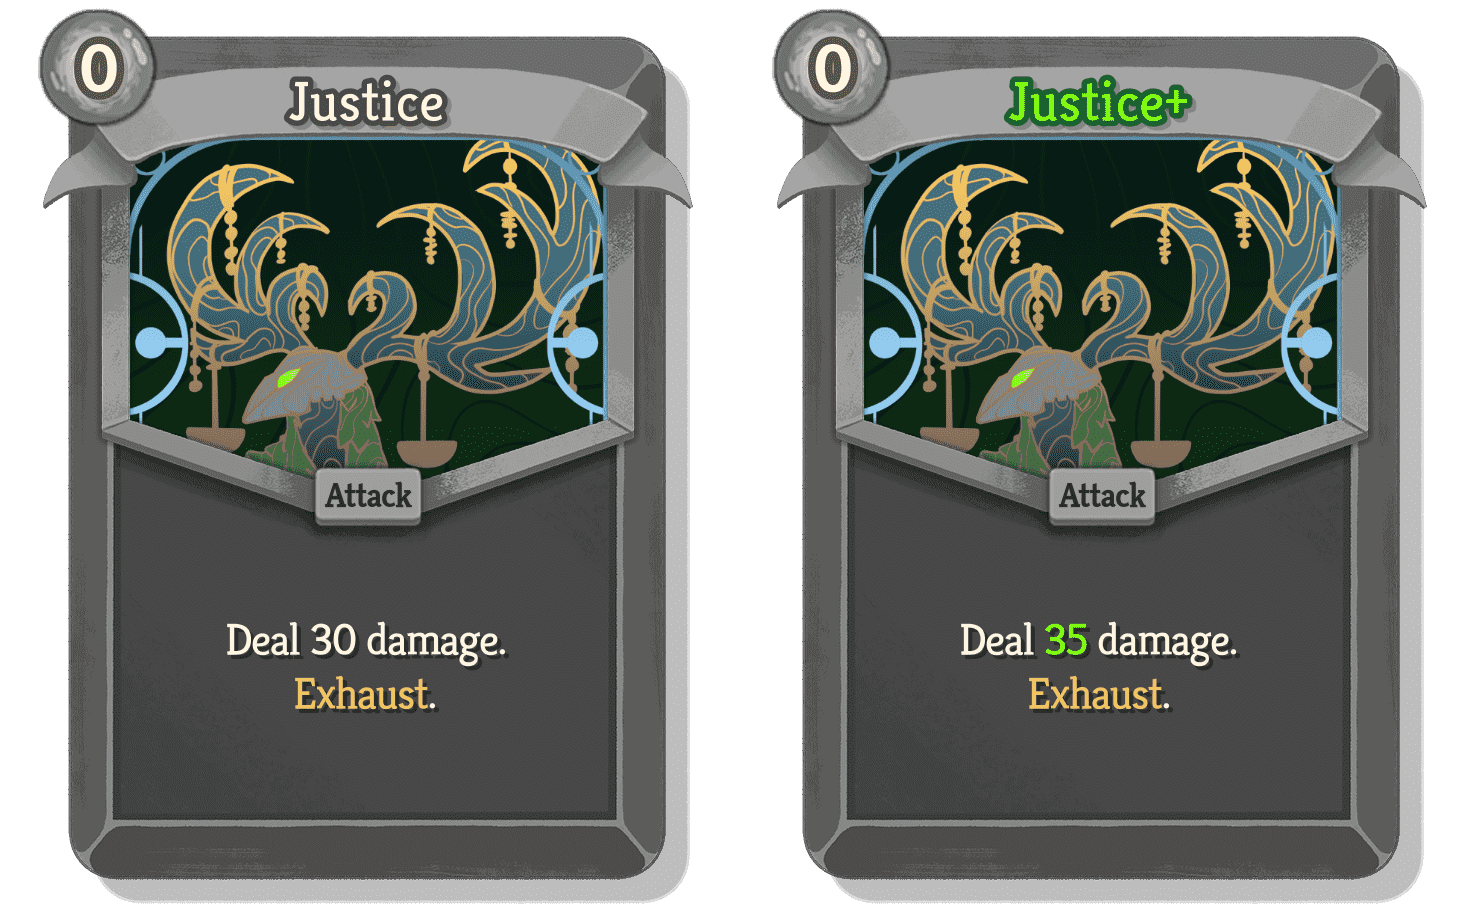 0
Justice
Attack
Deal 30 damage.
Exhaust.
0
Justice+
Attack
Deal 35 damage.
Exhaust.